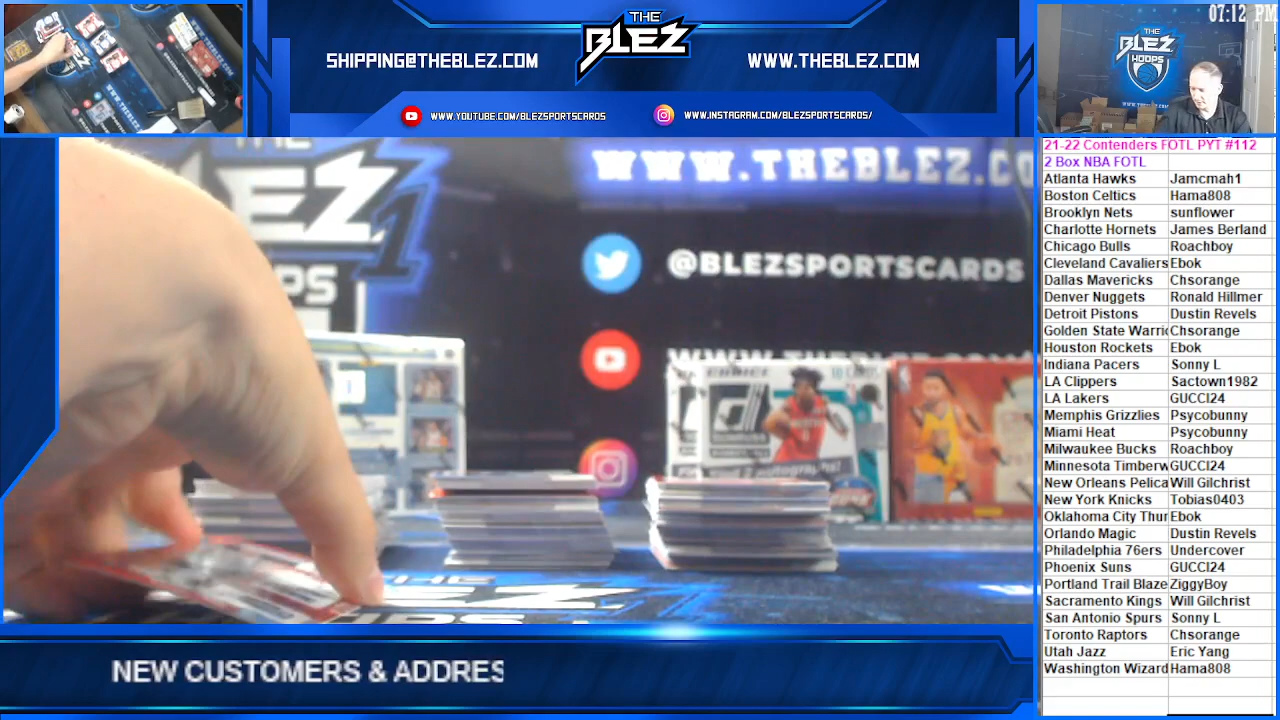 THE
BLEZ
SHIPPING@THEBLEZ.COM
WWW.THEBLEZ.COM
WWW.YOUTUBE.COM/BLEZSPORTSCARDS
WWW.INSTAGRAM.COM/BLEZSPORTSCARDS/
07:12 PM
THE
BLEZ
HOOPS
WWW.THEBLEZ.CO
@BLEZSPORTSCARDS
DONRUSS
21-22 Contenders FOTL PYT #112
2 Box NBA FOTL
Atlanta Hawks Jamcmah1
Boston Celtics Hama808
Brooklyn Nets sunflower
Charlotte Hornets James Berland
Chicago Bulls Roachboy
Cleveland Cavaliers Ebok
Dallas Mavericks Chsorange
Denver Nuggets Ronald Hillmer
Detroit Pistons Dustin Revels
Golden State Warri Chsorange
Houston Rockets Ebok
Indiana Pacers Sonny L
LA Clippers Sactown1982
LA Lakers GUCCI24
Memphis Grizzlies Psycobunny
Miami Heat Psycobunny
Milwaukee Bucks Roachboy
Minnesota Timberw GUCCI24
New Orleans Pelica Will Gilchrist
New York Knicks Tobias0403
Oklahoma City Thu Ebok
Orlando Magic Dustin Revels
Philadelphia 76ers Undercover
Phoenix Suns GUCCI24
Portland Trail Blaze ZiggyBoy
Sacramento Kings Will Gilchrist
San Antonio Spurs Sonny L
Toronto Raptors Chsorange
Utah Jazz Eric Yang
Washington Wizard Hama808
NEW CUSTOMERS & ADDRES